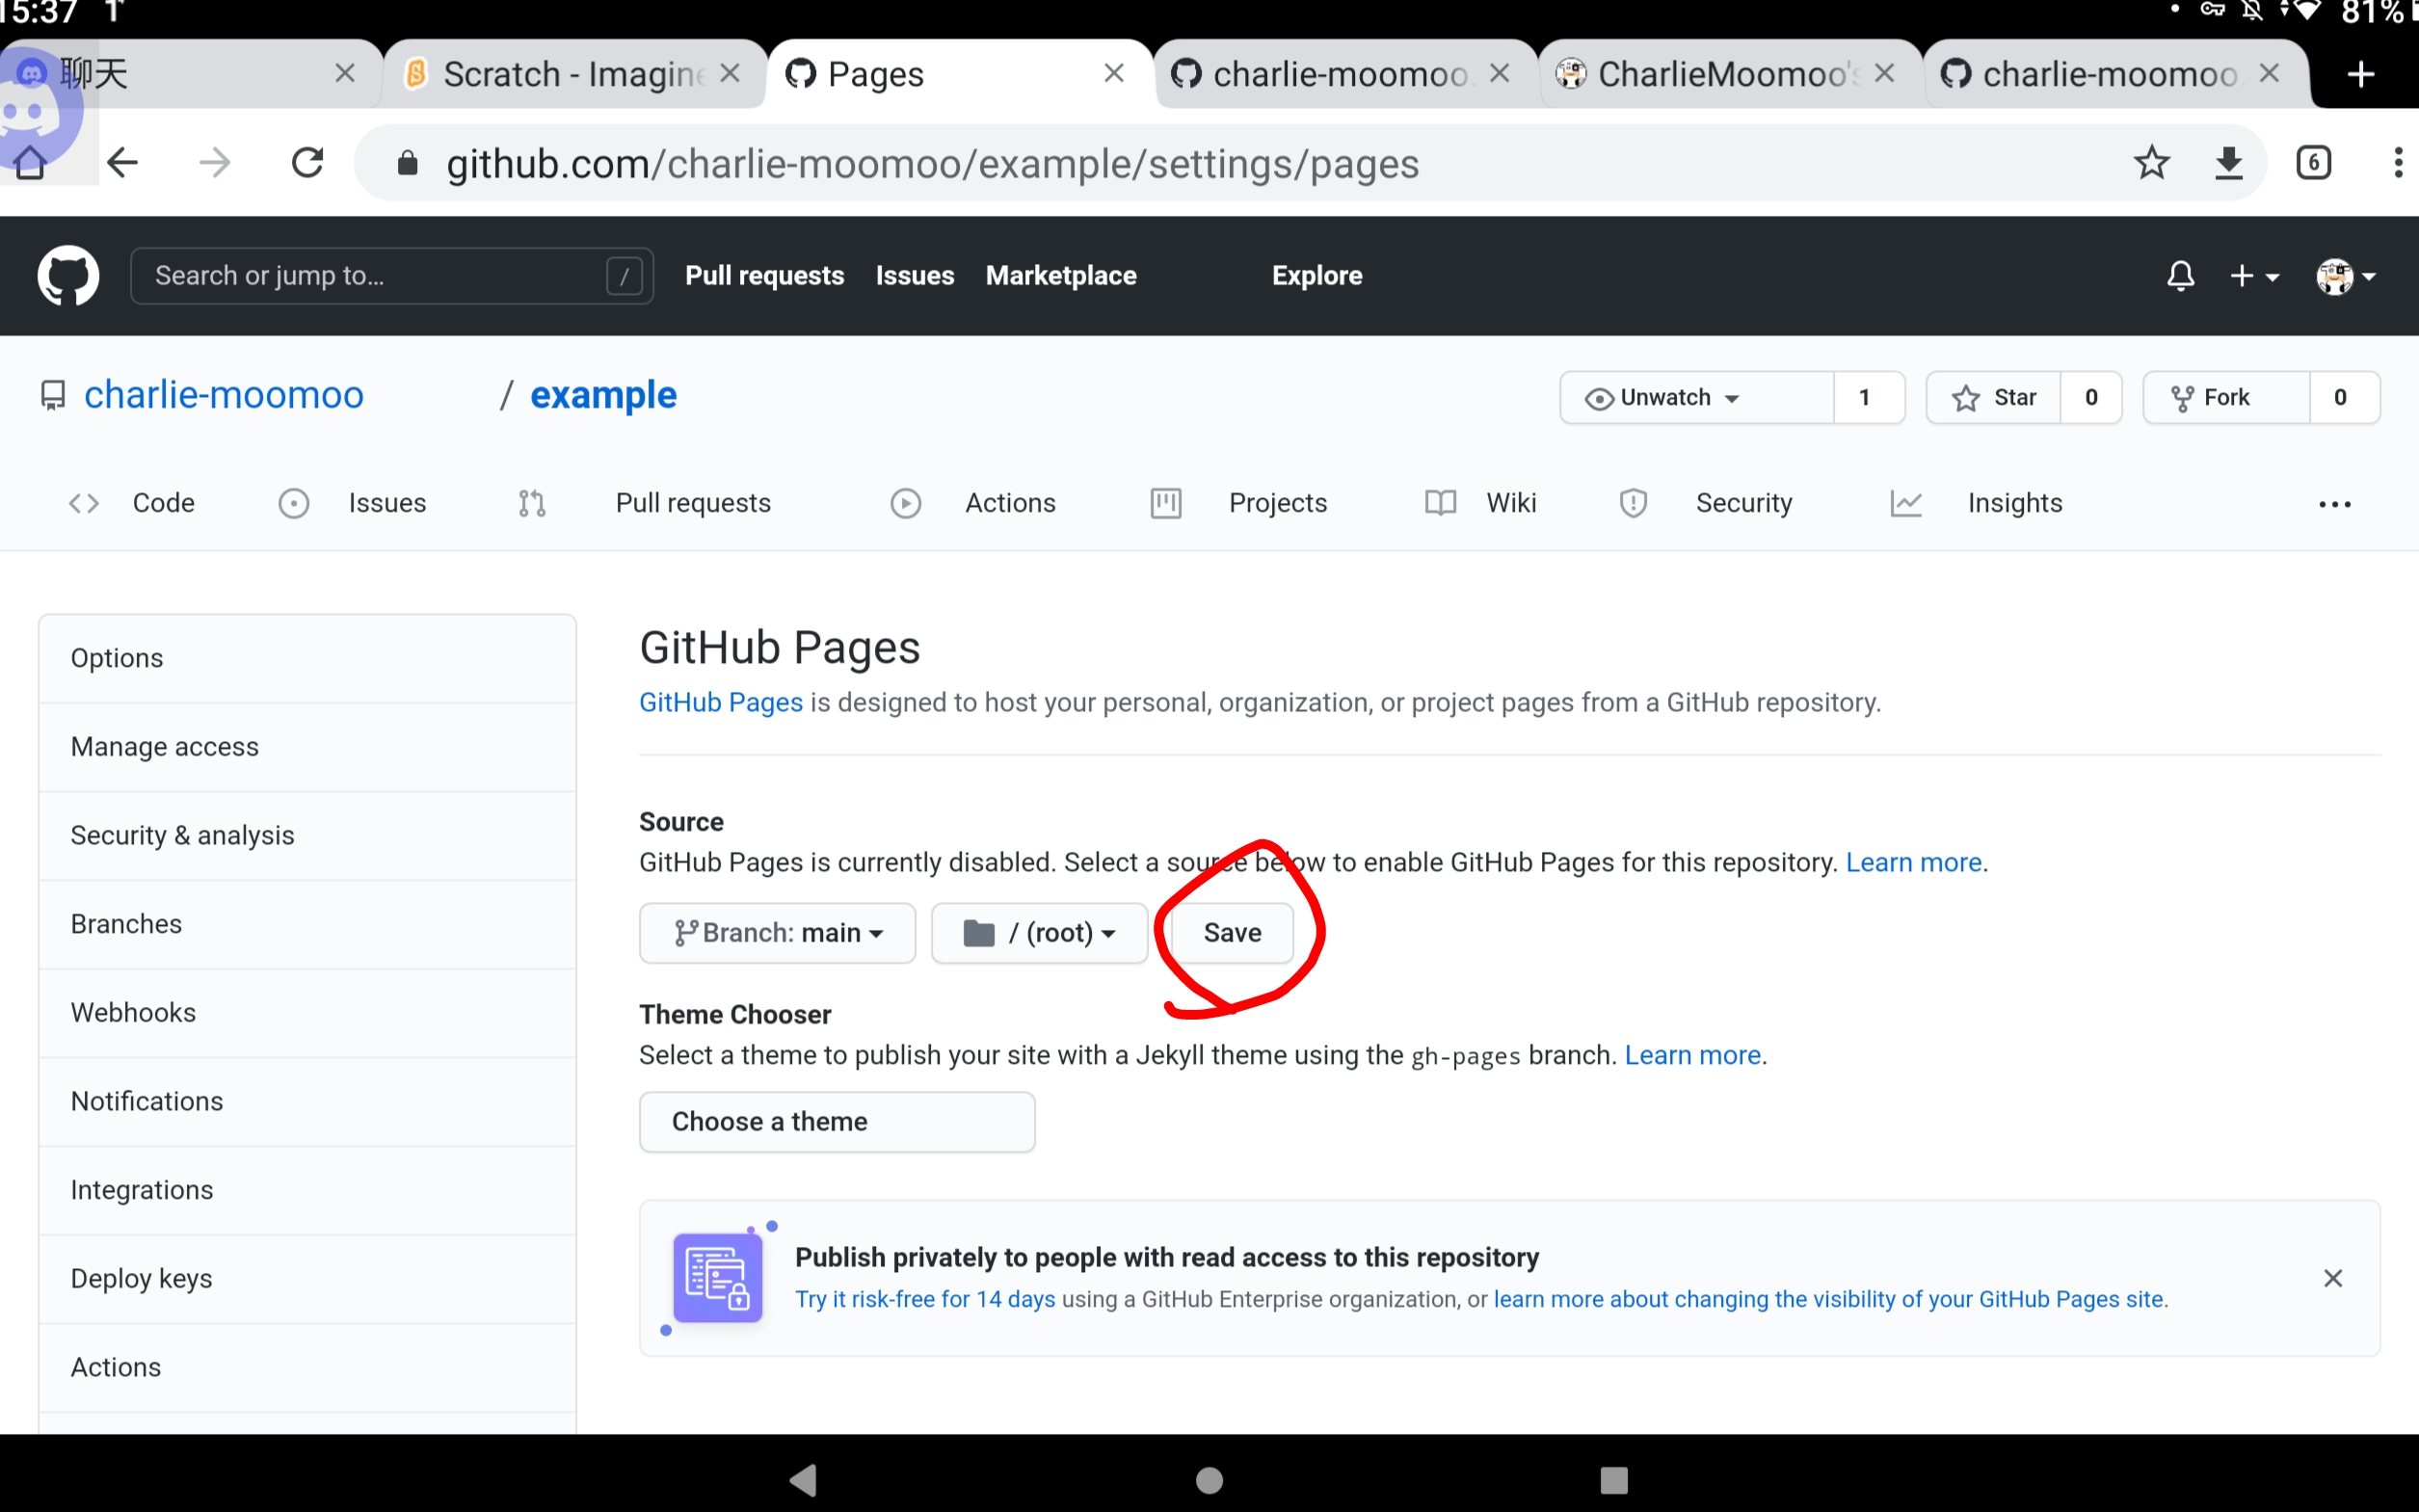 15:37 81%
聊天 Scratch - Imagine Pages charlie-moomoo. CharlieMoomoo's charlie-moomoo.
github.com/charlie-moomoo/example/settings/pages 6
Search or jump to... / Pull requests Issues Marketplace Explore
charlie-moomoo / example Unwatch 1 Star 0 Fork 0
Code Issues Pull requests Actions Projects Wiki Security Insights
Options
Manage access
Security & analysis
Branches
Webhooks
Notifications
Integrations
Deploy keys
Actions
GitHub Pages
GitHub Pages is designed to host your personal, organization, or project pages from a GitHub repository.
Source
GitHub Pages is currently disabled. Select a source below to enable GitHub Pages for this repository. Learn more.
Branch: main / (root) Save
Theme Chooser
Select a theme to publish your site with a Jekyll theme using the gh-pages branch. Learn more.
Choose a theme
Publish privately to people with read access to this repository
Try it risk-free for 14 days using a GitHub Enterprise organization, or learn more about changing the visibility of your GitHub Pages site.